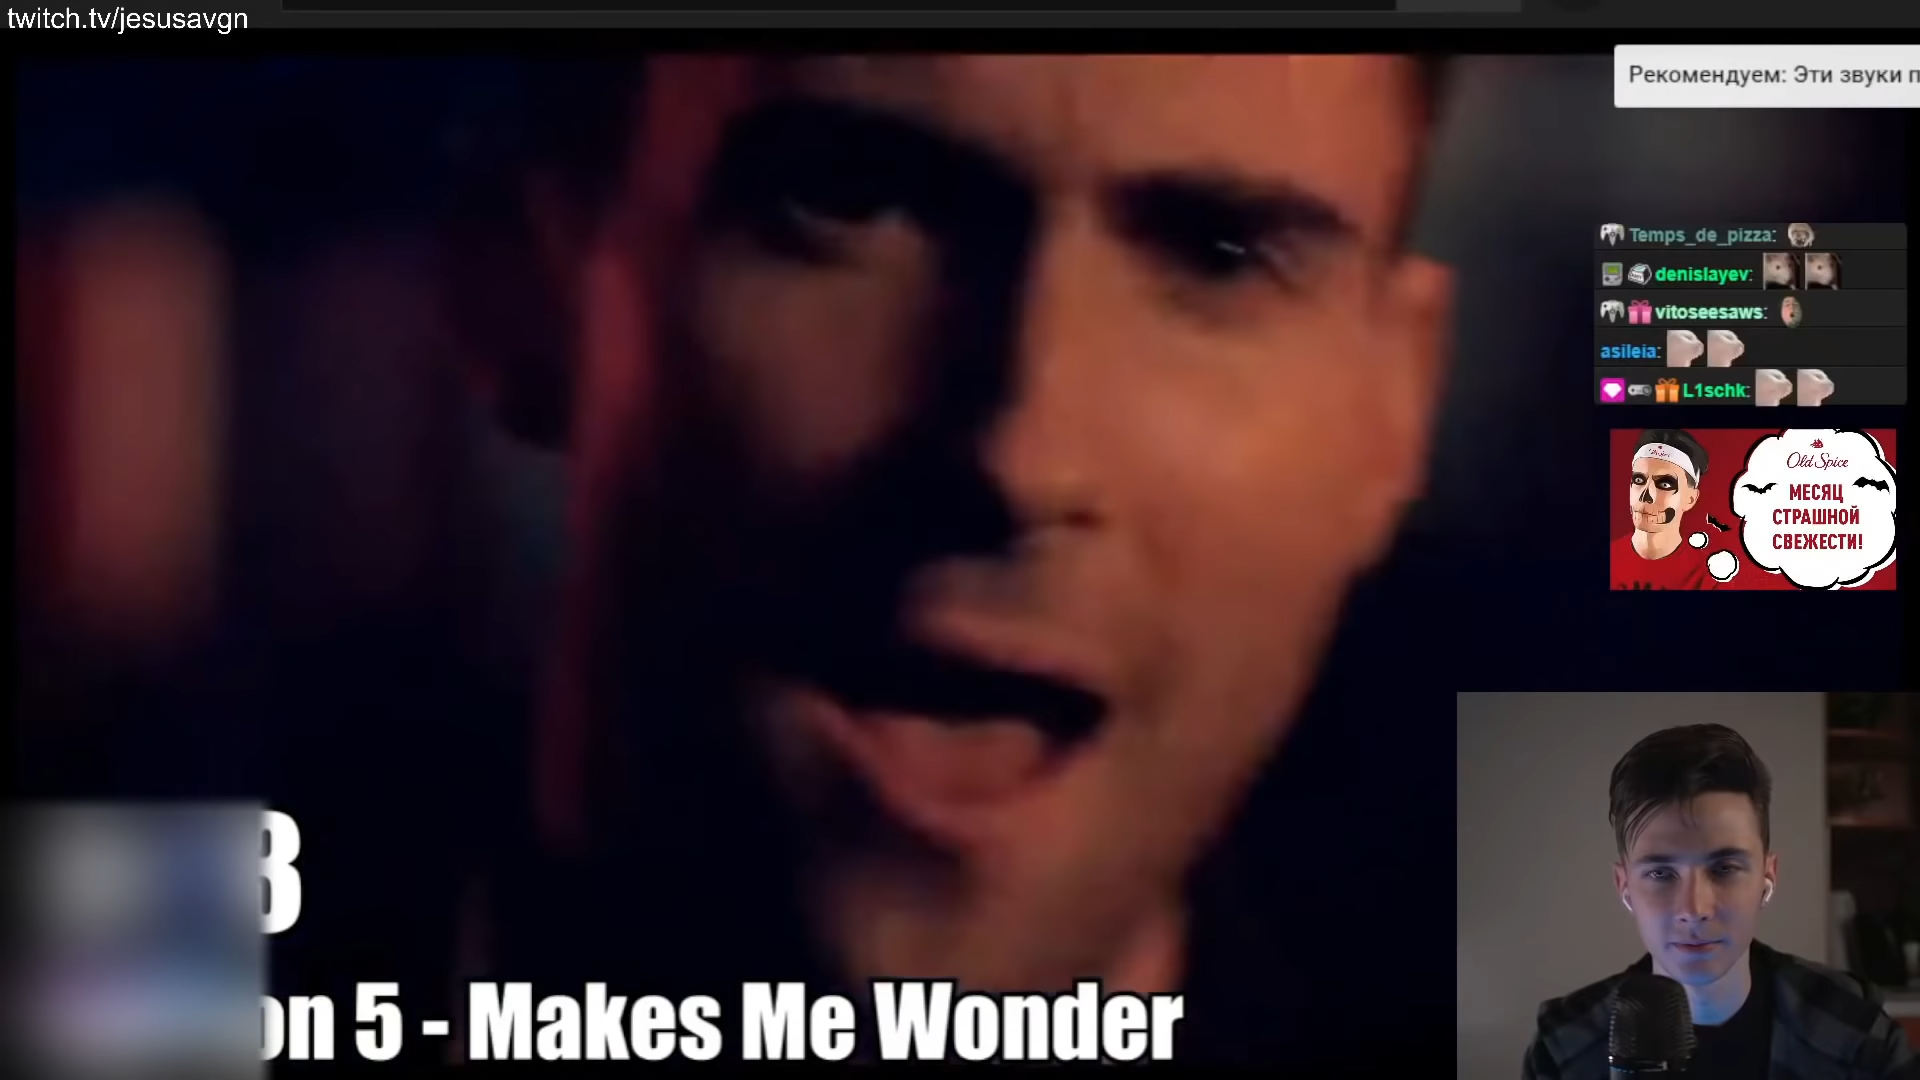 twitch.tv/jesusavgn
Рекомендуем: Эти звуки п
Temps_de_pizza:
denislayev:
vitoseesaws:
asileia:
L1schk:
Old Spice
МЕСЯЦ
СТРАШНОЙ
СВЕЖЕСТИ!
on 5 - Makes Me Wonder